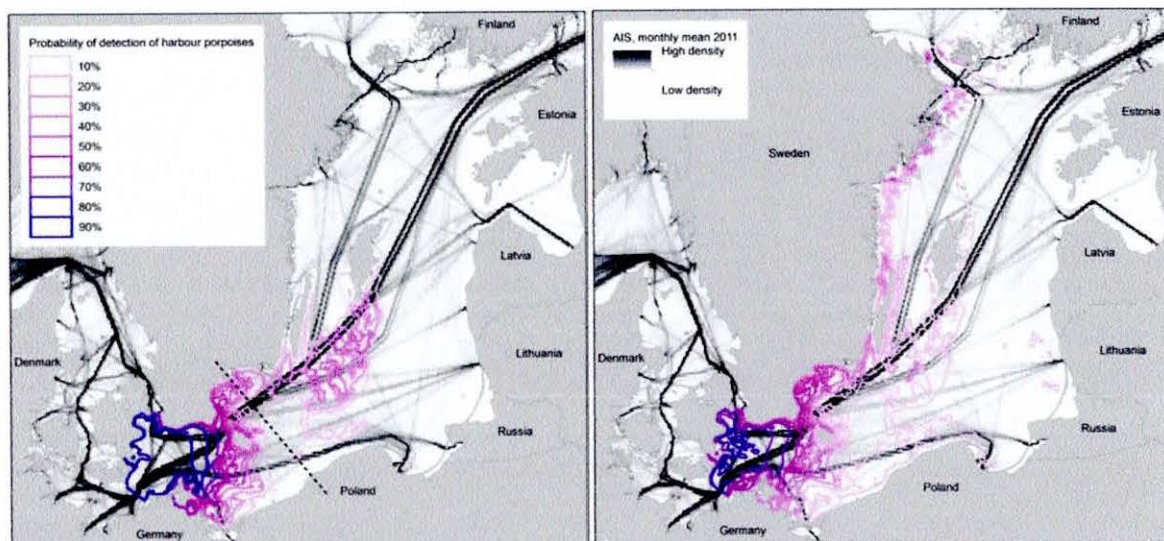 Probability of detection of harbour porpoises
10%
20%
30%
40%
50%
60%
70%
80%
90%
Finland
Estonia
Latvia
Lithuania
Russia
Poland
Germany
Denmark
AIS, monthly mean 2011
High density
Low density
Finland
Estonia
Sweden
Latvia
Lithuania
Russia
Poland
Germany
Denmark